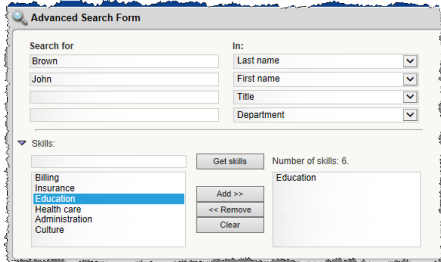 Advanced Search Form
Search for In:
Brown Last name
John First name
Title
Department
Skills:
Get skills Number of skills: 6.
Billing
Insurance
Education
Health care
Administration
Culture
Add >>
<< Remove
Clear
Education